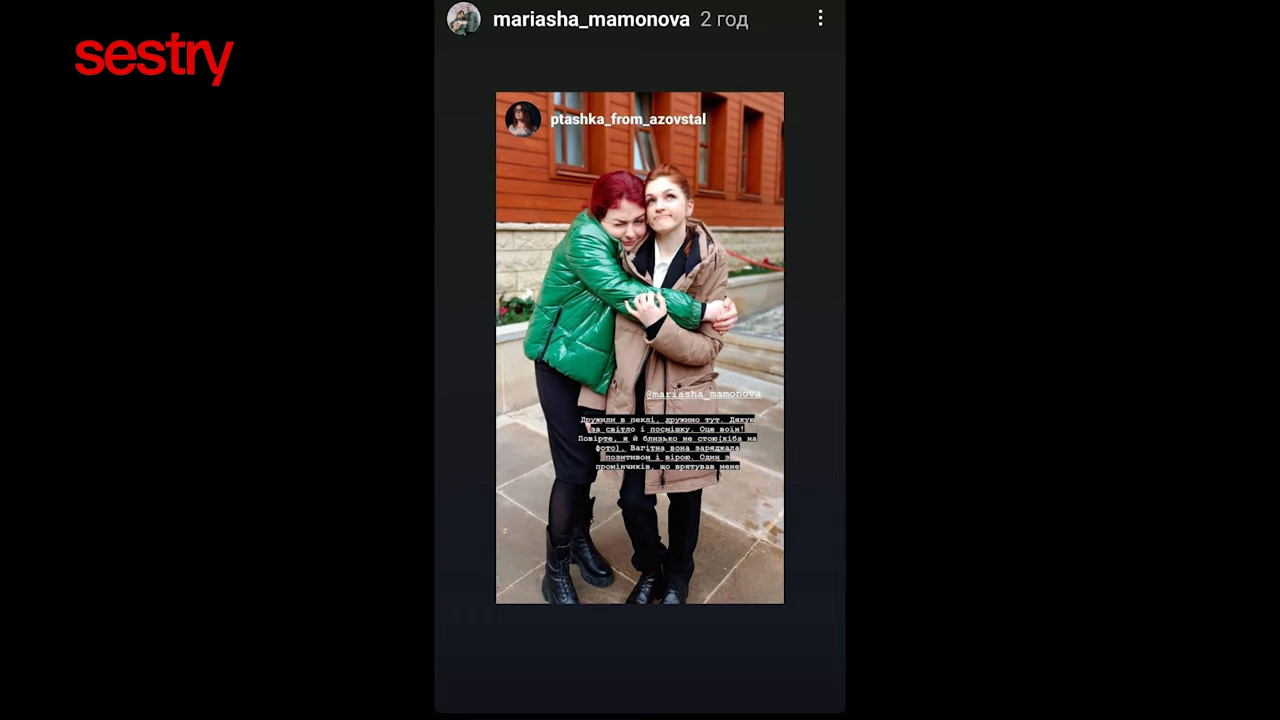 sestry
mariasha_mamonova 2 год
ptashka_from_azovstal
@mariasha_mamonova
Дружили в пеклі, дружимо тут. Дякую
за світло і посмішку. Оце воїн!
Повірте, я й близько не стою(хіба на
фото). Вагітна вона заряджала
позитивом і вірою. Один з
промінчиків, що врятував мене